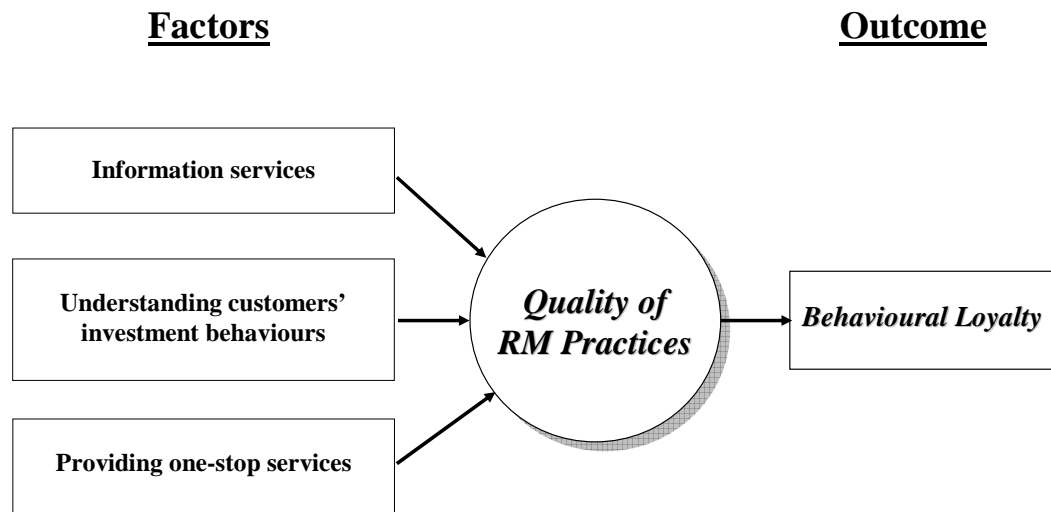 Factors
Outcome
Information services
Understanding customers’
investment behaviours
Providing one-stop services
Quality of
RM Practices
Behavioural Loyalty